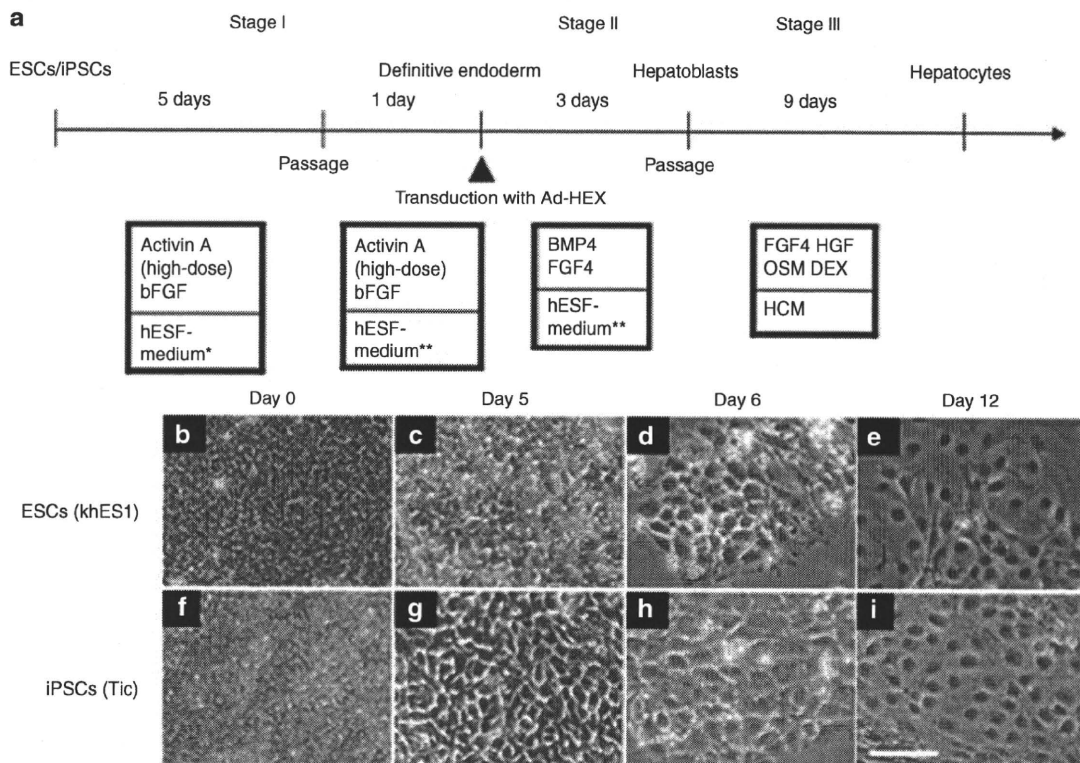 a
Stage I Stage II Stage III
ESCs/iPSCs Definitive endoderm Hepatoblasts Hepatocytes
5 days 1 day 3 days 9 days
Passage Passage
Transduction with Ad-HEX
Activin A
(high-dose)
bFGF
hESF-
medium*
Activin A
(high-dose)
bFGF
hESF-
medium**
BMP4
FGF4
hESF-
medium**
FGF4 HGF
OSM DEX
HCM
Day 0 Day 5 Day 6 Day 12
b c d e
ESCs (khES1)
f g h i
iPSCs (Tic)